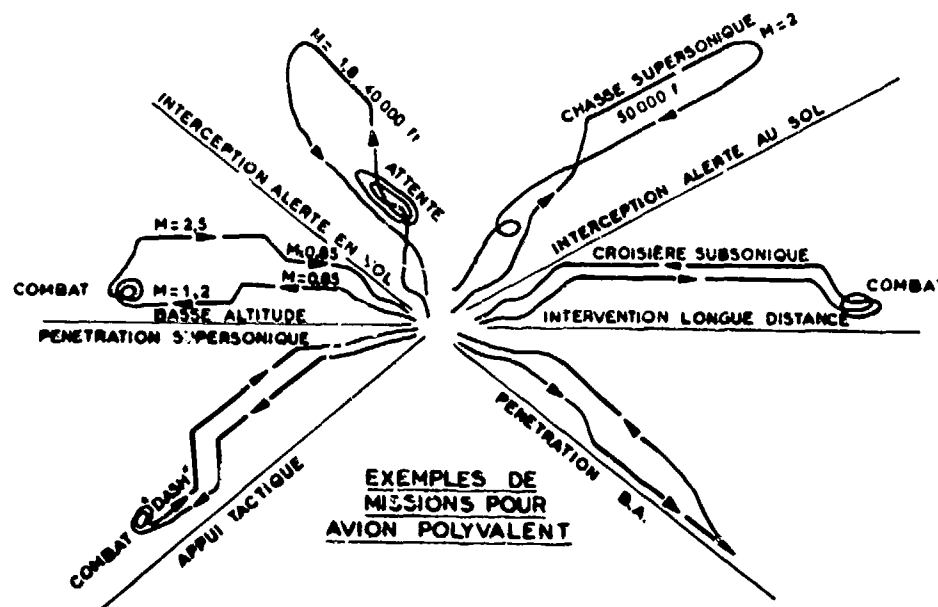 M = 1,8 40 000 ft
ATTENTE
INTERCEPTION ALERTE EN SOL
CHASSE SUPERSONIQUE
M = 2
50 000 f
INTERCEPTION ALERTE AU SOL
M = 2,5
M=0,85
COMBAT
M = 1,2
M=0,85
BASSE ALTITUDE
PENETRATION SUPERSONIQUE
CROISIÈRE SUBSONIQUE
COMBAT
INTERVENTION LONGUE DISTANCE
COMBAT
"DASH"
APPUI TACTIQUE
PENETRATION B.A.
EXEMPLES DE
MISSIONS POUR
AVION POLYVALENT